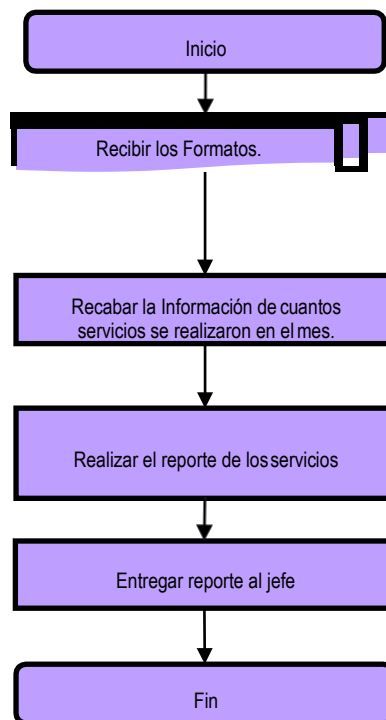 Inicio
Recibir los Formatos.
Recabar la Información de cuantos
servicios se realizaron en el mes.
Realizar el reporte de los servicios
Entregar reporte al jefe
Fin